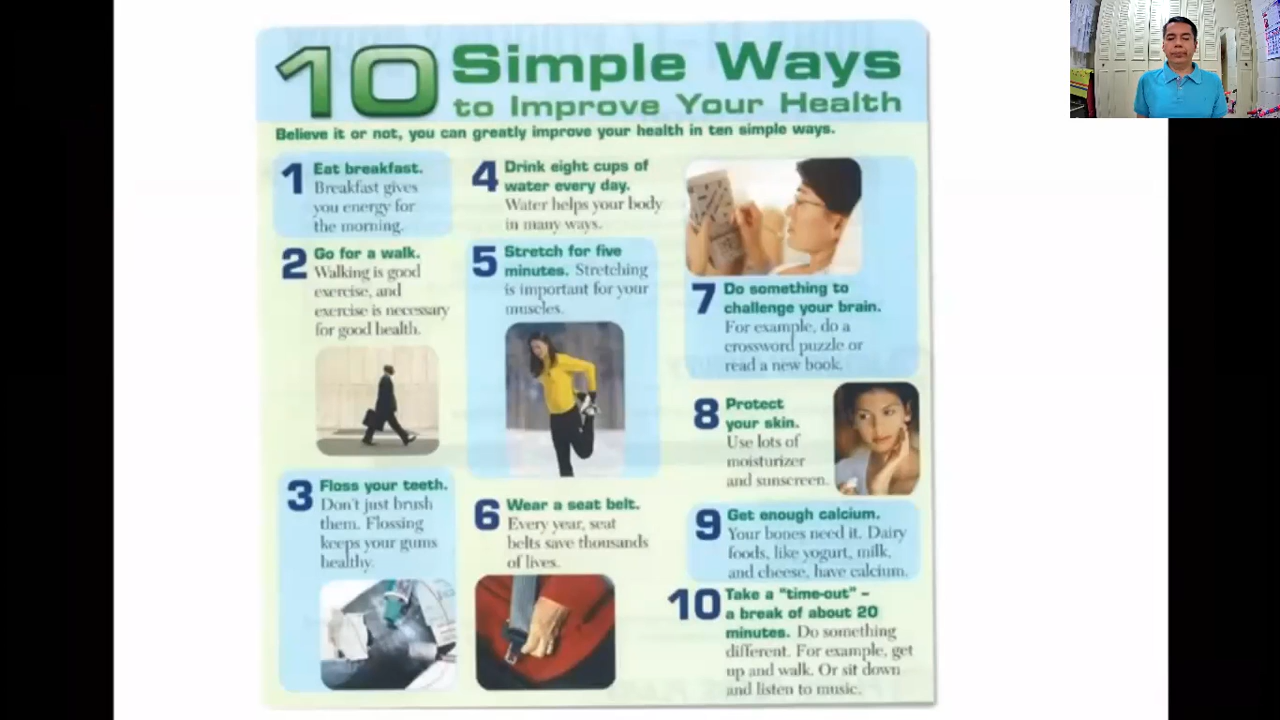 10 Simple Ways
to Improve Your Health
Believe it or not, you can greatly improve your health in ten simple ways.
1 Eat breakfast.
Breakfast gives
you energy for
the morning.
2 Go for a walk.
Walking is good
exercise, and
exercise is necessary
for good health.
3 Floss your teeth.
Don't just brush
them. Flossing
keeps your gums
healthy.
4 Drink eight cups of
water every day.
Water helps your body
in many ways.
5 Stretch for five
minutes. Stretching
is important for your
muscles.
6 Wear a seat belt.
Every year, seat
belts save thousands
of lives.
7 Do something to
challenge your brain.
For example, do a
crossword puzzle or
read a new book.
8 Protect
your skin.
Use lots of
moisturizer
and sunscreen.
9 Get enough calcium.
Your bones need it. Dairy
foods, like yogurt, milk,
and cheese, have calcium.
10 Take a "time-out" –
a break of about 20
minutes. Do something
different. For example, get
up and walk. Or sit down
and listen to music.